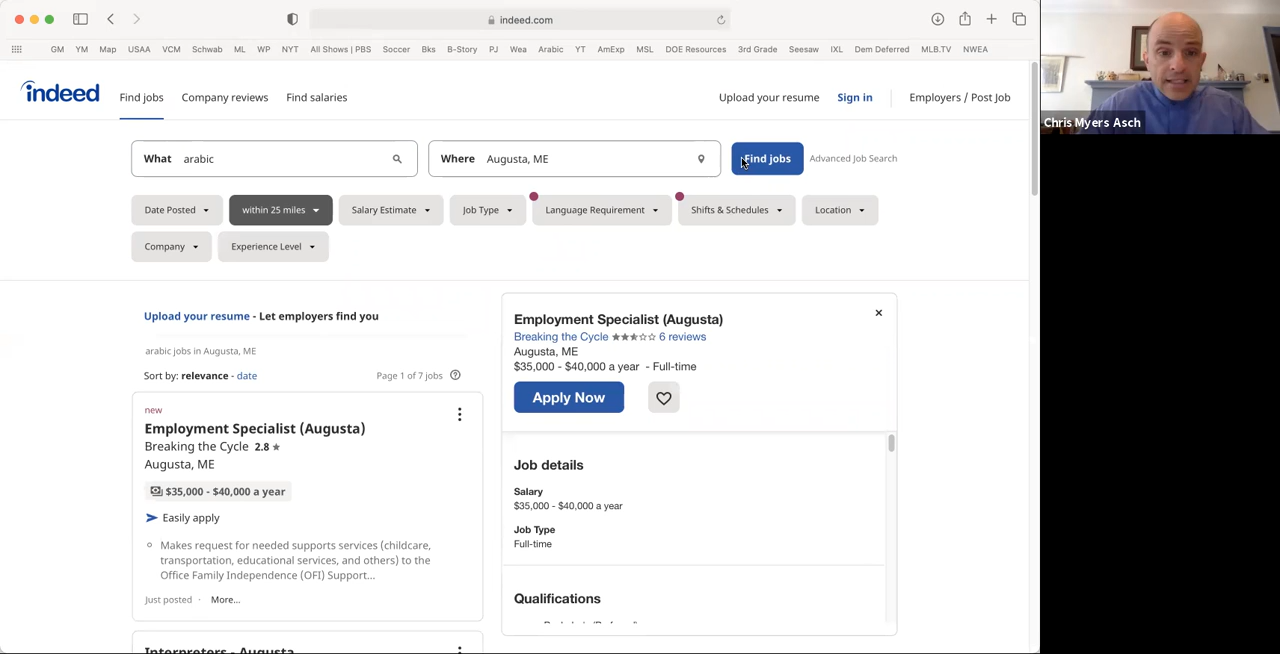 indeed.com
GM YM Map USAA VCM Schwab ML WP NYT All Shows | PBS Soccer Bks B-Story PJ Wea Arabic YT AmExp MSL DOE Resources 3rd Grade Seesaw IXL Dem Deferred MLB.TV NWEA
Chris Myers Asch
indeed Find jobs Company reviews Find salaries Upload your resume Sign in Employers / Post Job
What arabic Where Augusta, ME Find jobs Advanced Job Search
Date Posted within 25 miles Salary Estimate Job Type Language Requirement Shifts & Schedules Location
Company Experience Level
Upload your resume - Let employers find you
arabic jobs in Augusta, ME
Sort by: relevance - date Page 1 of 7 jobs
new
Employment Specialist (Augusta)
Breaking the Cycle 2.8
Augusta, ME
$35,000 - $40,000 a year
Easily apply
Makes request for needed supports services (childcare,
transportation, educational services, and others) to the
Office Family Independence (OFI) Support...
Just posted · More...
Interpreters - Augusta
Employment Specialist (Augusta)
Breaking the Cycle 6 reviews
Augusta, ME
$35,000 - $40,000 a year - Full-time
Apply Now
Job details
Salary
$35,000 - $40,000 a year
Job Type
Full-time
Qualifications